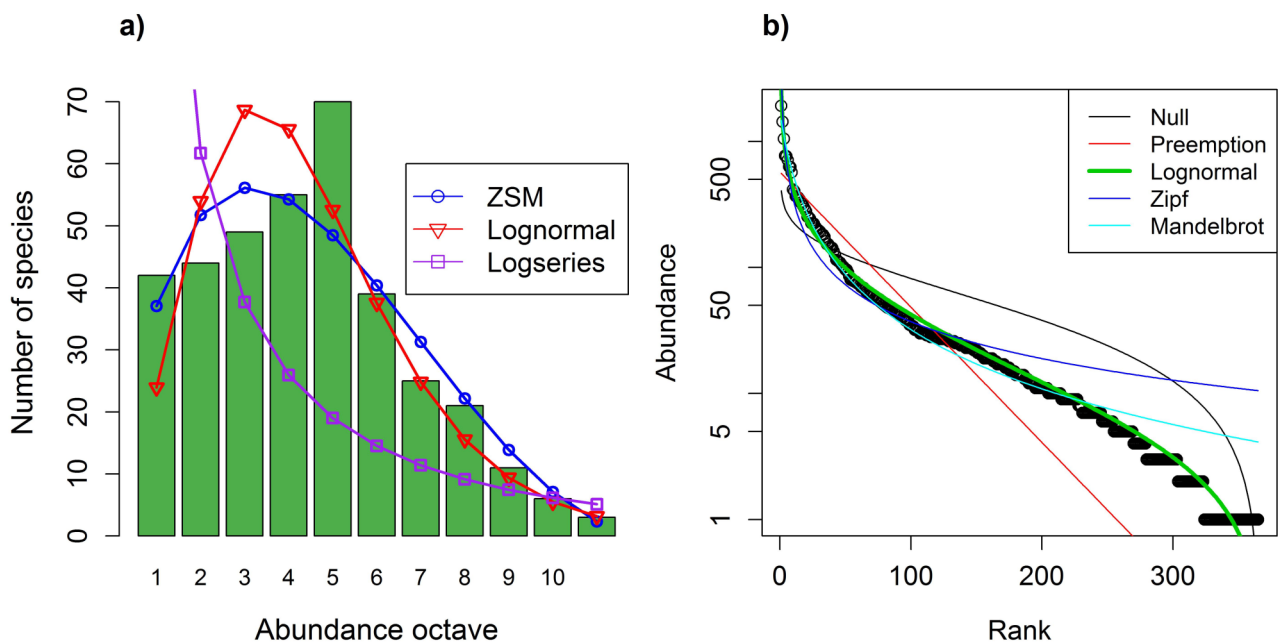 a)
Number of species
0
10
20
30
40
50
60
70
ZSM
Lognormal
Logseries
1 2 3 4 5 6 7 8 9 10
Abundance octave
b)
Abundance
1
5
50
500
Null
Preemption
Lognormal
Zipf
Mandelbrot
0 100 200 300
Rank